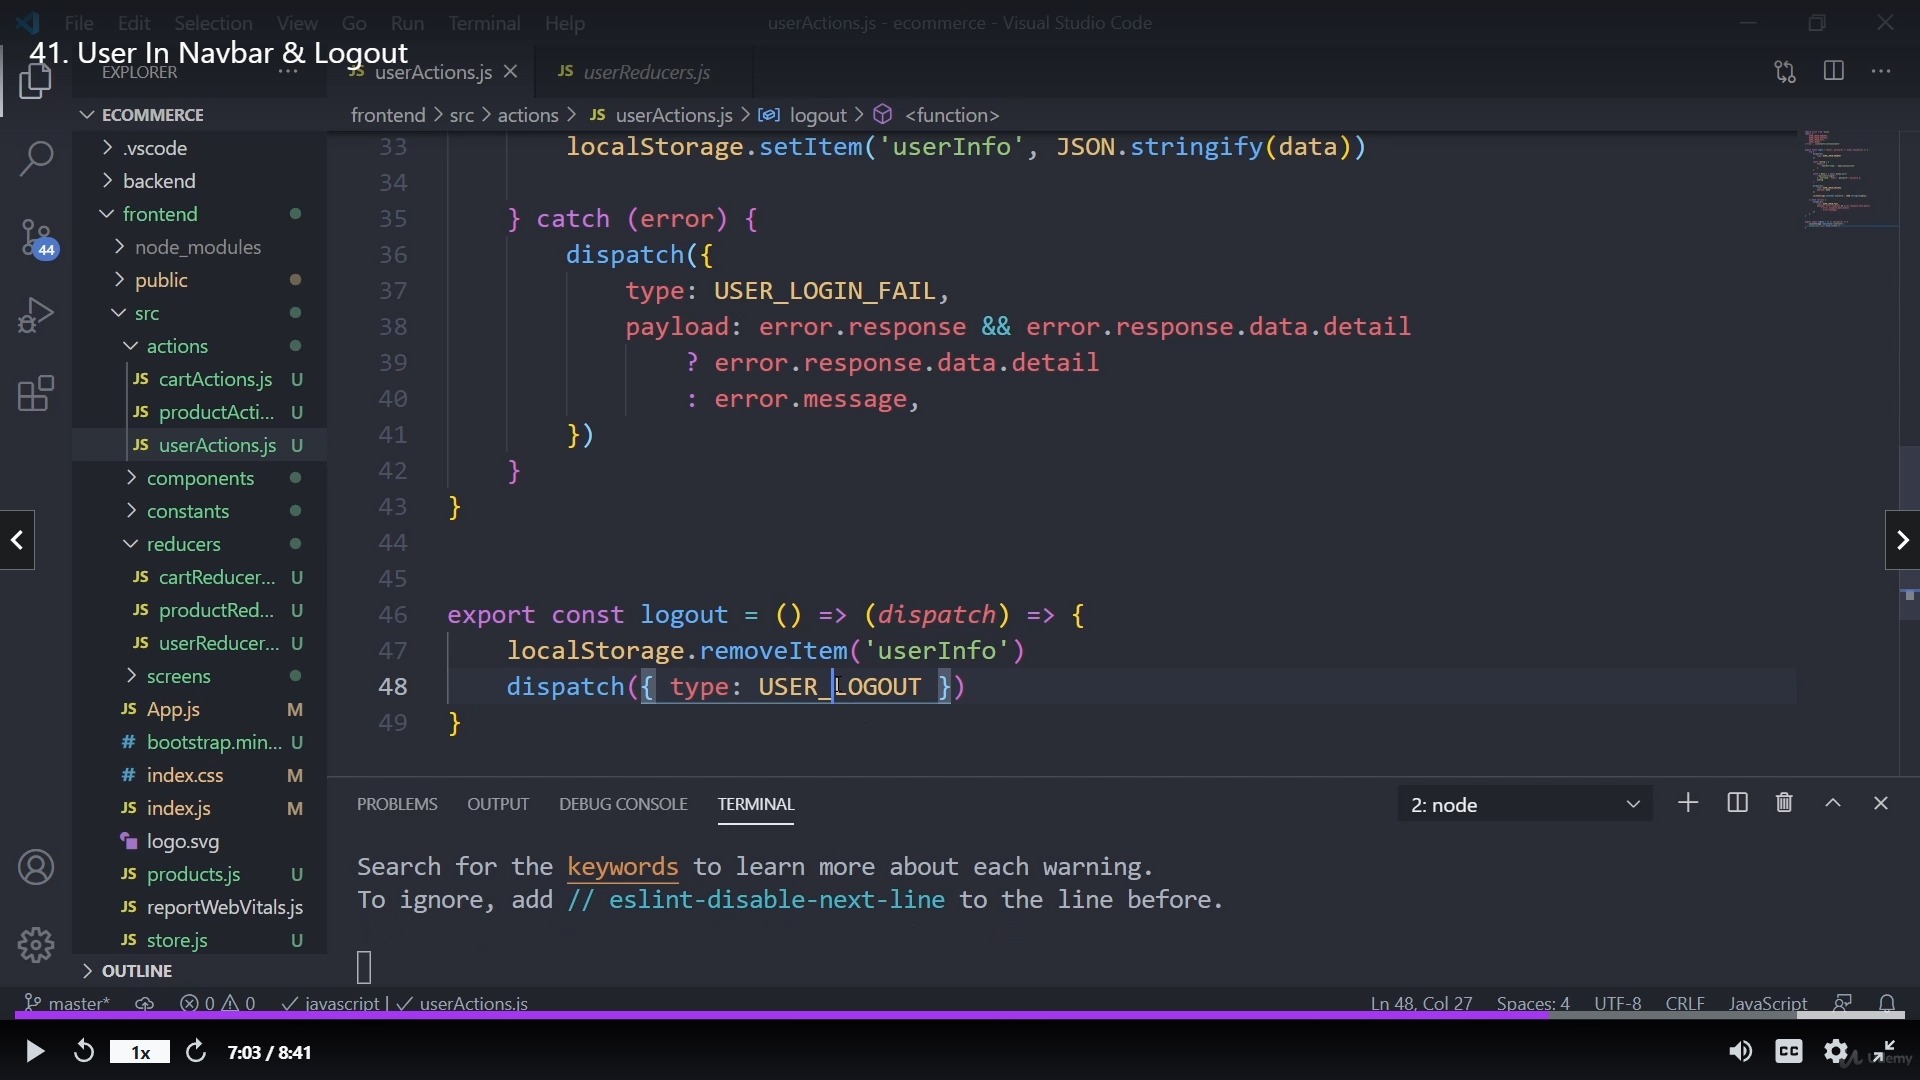 File Edit Selection View Go Run Terminal Help
userActions.js - ecommerce - Visual Studio Code
41. User In Navbar & Logout
EXPLORER
JS userActions.js
JS userReducers.js
ECOMMERCE
frontend > src > actions > JS userActions.js > logout > <function>
.vscode
backend
frontend
node_modules
public
src
actions
JS cartActions.js U
JS productActi... U
JS userActions.js U
components
constants
reducers
JS cartReducer... U
JS productRed... U
JS userReducer... U
screens
JS App.js M
# bootstrap.min... U
# index.css M
JS index.js M
logo.svg
JS products.js U
JS reportWebVitals.js
JS store.js U
OUTLINE
44
33 localStorage.setItem('userInfo', JSON.stringify(data))
34
35 } catch (error) {
36 dispatch({
37 type: USER_LOGIN_FAIL,
38 payload: error.response && error.response.data.detail
39 ? error.response.data.detail
40 : error.message,
41 })
42 }
43 }
44
45
46 export const logout = () => (dispatch) => {
47 localStorage.removeItem('userInfo')
48 dispatch({ type: USER_LOGOUT })
49 }
PROBLEMS OUTPUT DEBUG CONSOLE TERMINAL
2: node
Search for the keywords to learn more about each warning.
To ignore, add // eslint-disable-next-line to the line before.
master* 0 0 javascript | userActions.js
Ln 48, Col 27 Spaces: 4 UTF-8 CRLF JavaScript
1x 7:03 / 8:41
CC
Udemy